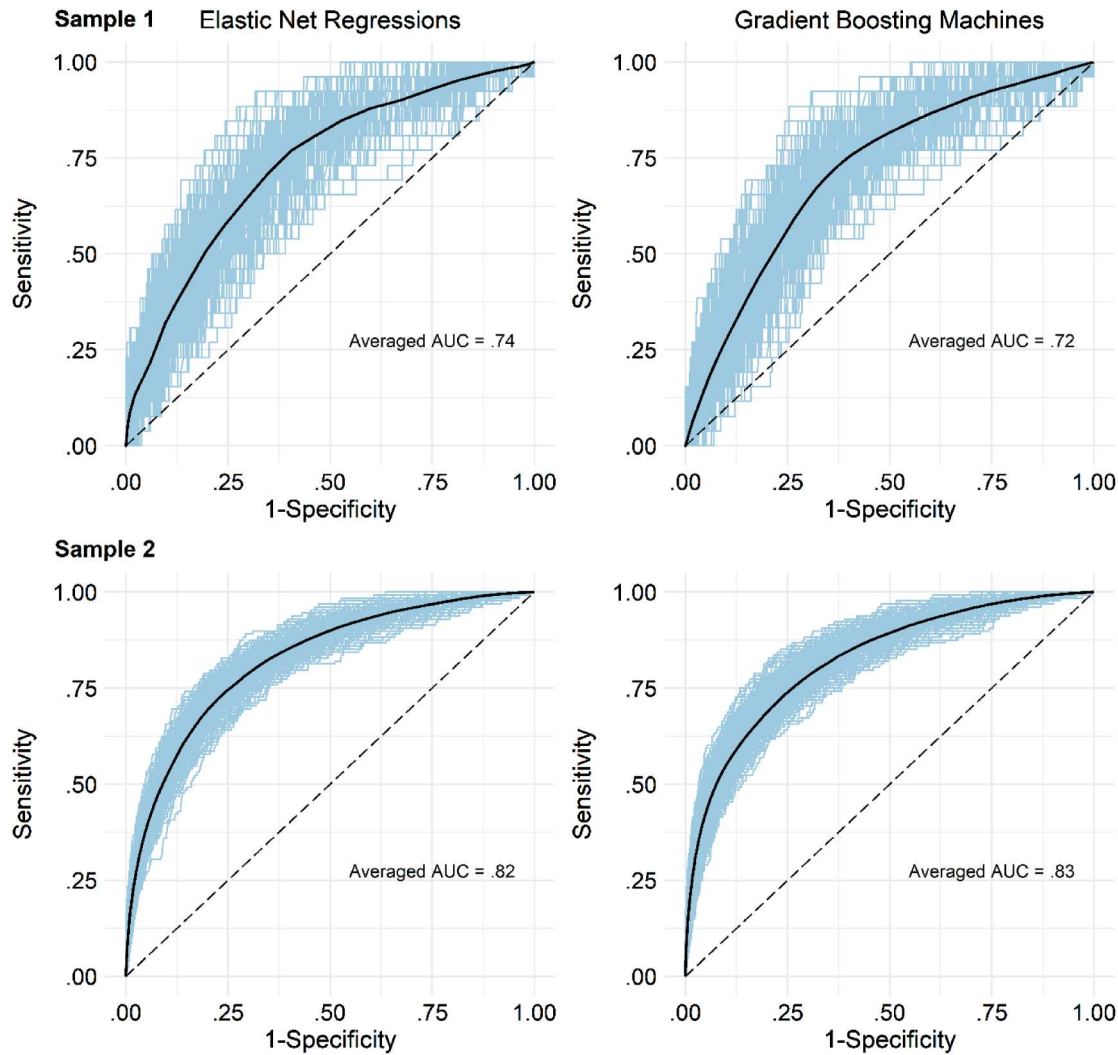 Sample 1 Elastic Net Regressions Gradient Boosting Machines
1.00 1.00
.75 .75
Sensitivity Sensitivity
.50 .50
Averaged AUC = .74 Averaged AUC = .72
.25 .25
.00 .00
.00 .25 .50 .75 1.00 .00 .25 .50 .75 1.00
1-Specificity 1-Specificity
Sample 2
1.00 1.00
.75 .75
Sensitivity Sensitivity
.50 .50
Averaged AUC = .82 Averaged AUC = .83
.25 .25
.00 .00
.00 .25 .50 .75 1.00 .00 .25 .50 .75 1.00
1-Specificity 1-Specificity